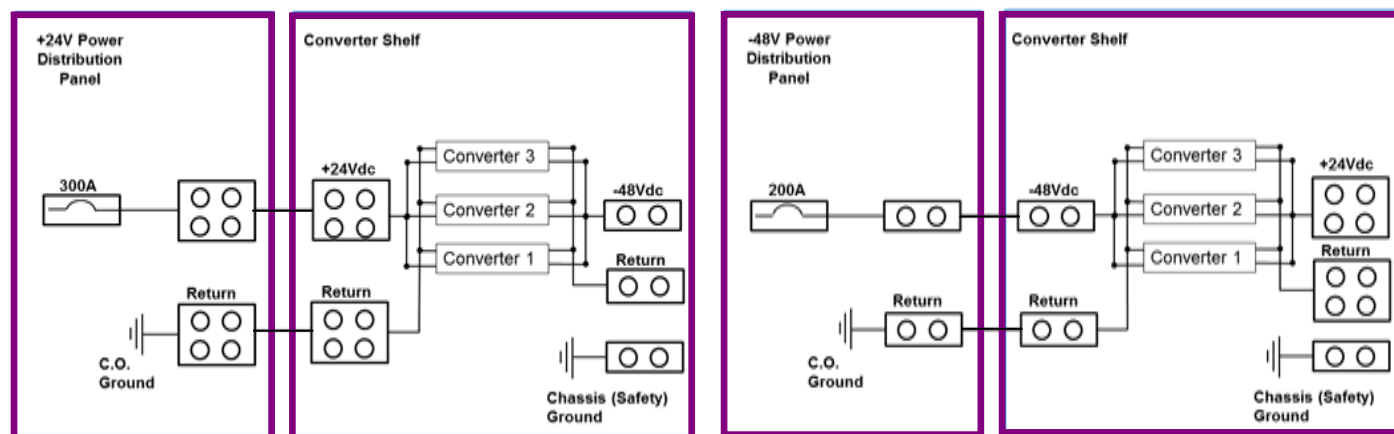 +24V Power
Distribution
Panel
300A
Return
C.O.
Ground
Converter Shelf
+24Vdc
Return
Converter 3
Converter 2
Converter 1
-48Vdc
Return
Chassis (Safety)
Ground
-48V Power
Distribution
Panel
200A
Return
C.O.
Ground
Converter Shelf
-48Vdc
Return
Converter 3
Converter 2
Converter 1
+24Vdc
Return
Chassis (Safety)
Ground